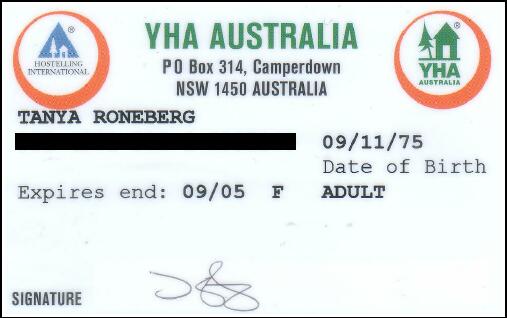 HOSTELLING
INTERNATIONAL
®
YHA AUSTRALIA
PO Box 314, Camperdown
NSW 1450 AUSTRALIA
®
YHA
AUSTRALIA
TANYA RONEBERG
09/11/75
Date of Birth
Expires end: 09/05 F ADULT
SIGNATURE